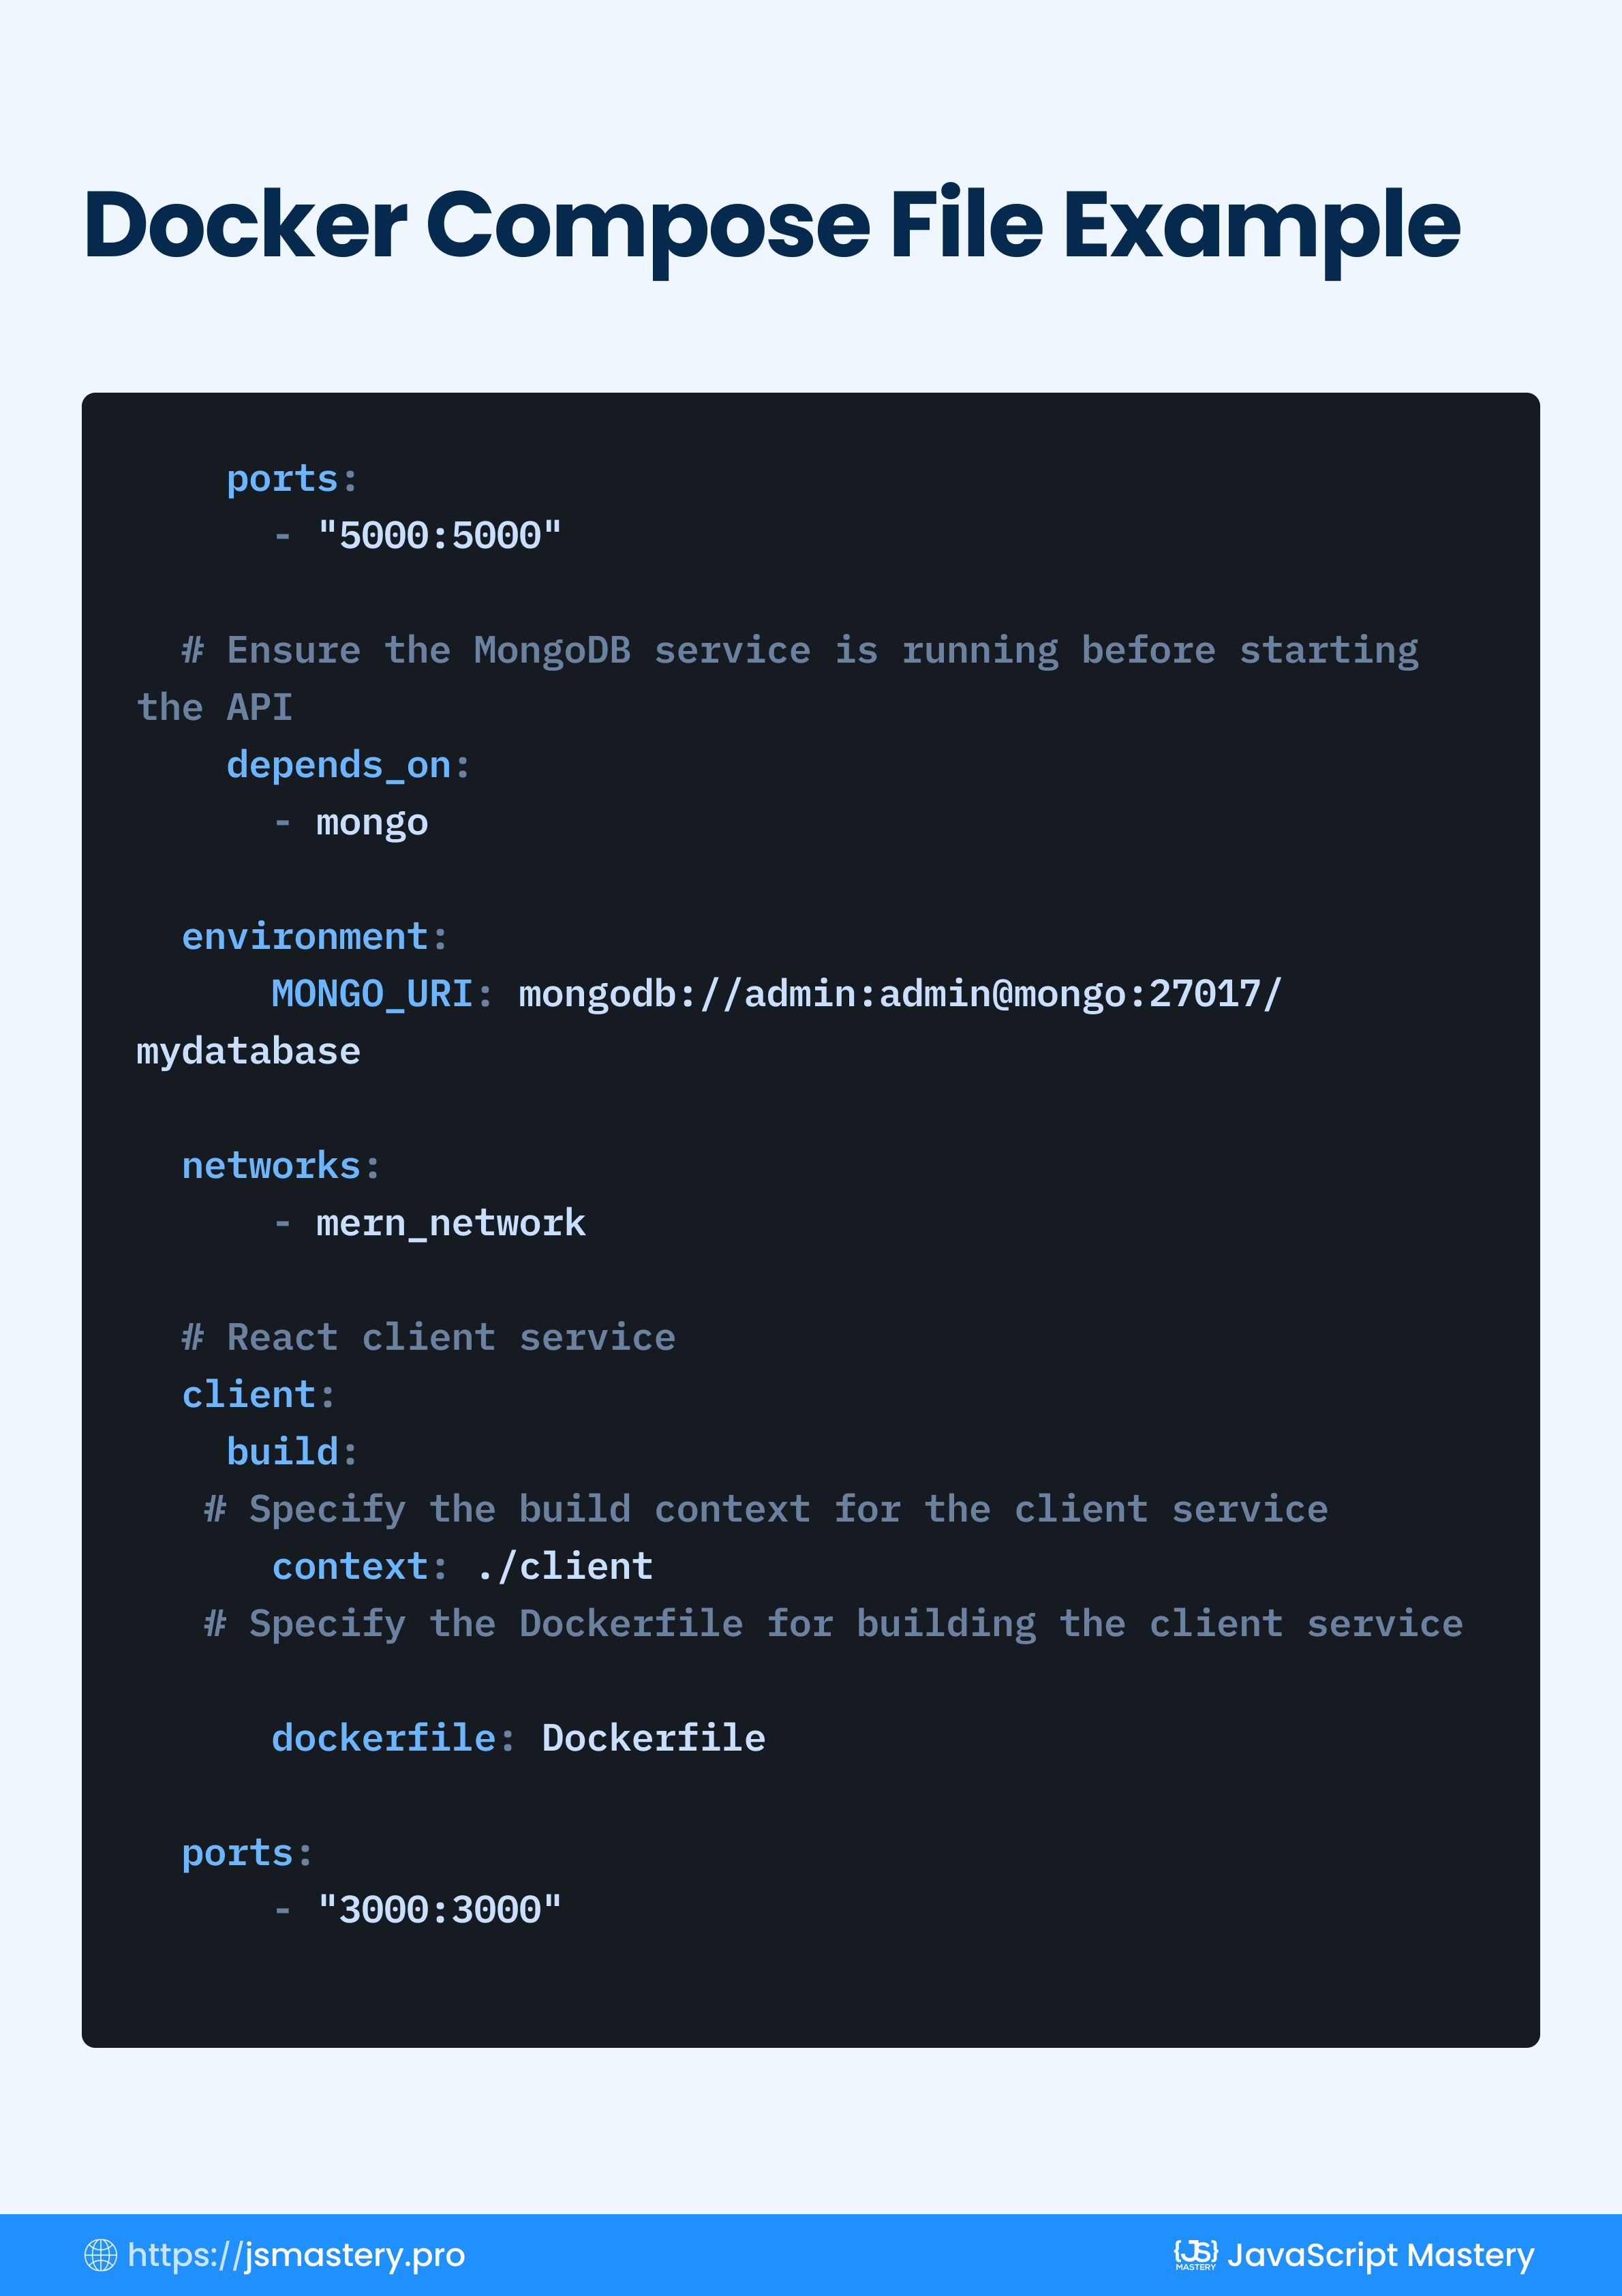 Docker Compose File Example
ports:
- "5000:5000"
# Ensure the MongoDB service is running before starting
the API
depends_on:
- mongo
environment:
MONGO_URI: mongodb://admin:admin@mongo:27017/
mydatabase
networks:
- mern_network
# React client service
client:
build:
# Specify the build context for the client service
context: ./client
# Specify the Dockerfile for building the client service
dockerfile: Dockerfile
ports:
- "3000:3000"
https://jsmastery.pro
{JS} MASTERY JavaScript Mastery